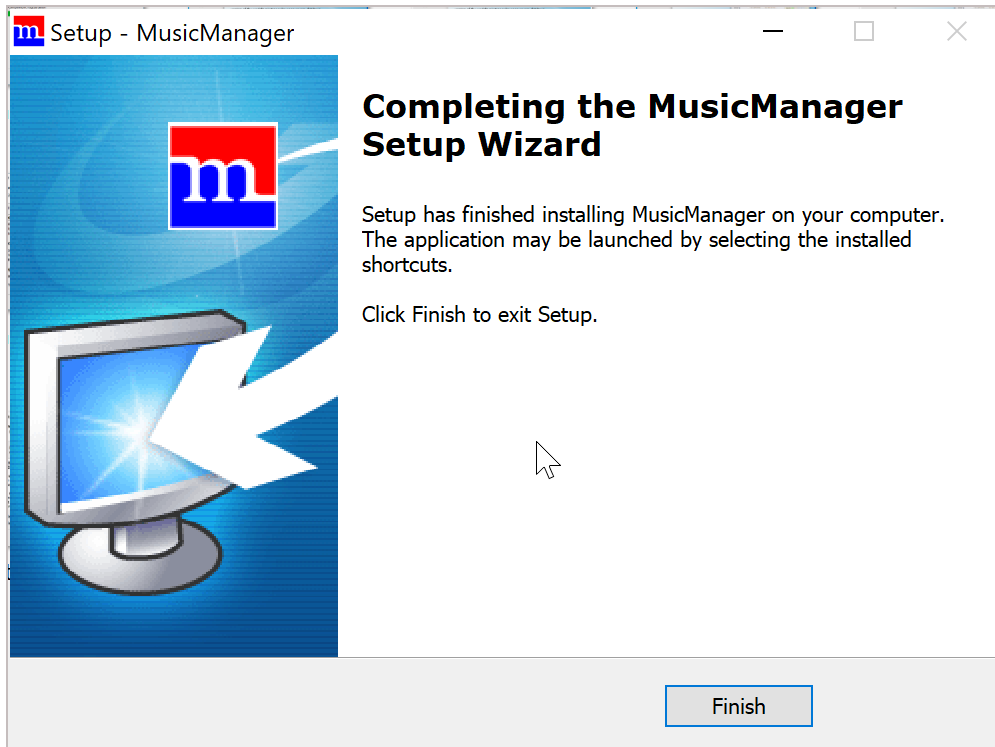 m Setup - MusicManager
m
Completing the MusicManager
Setup Wizard
Setup has finished installing MusicManager on your computer.
The application may be launched by selecting the installed
shortcuts.
Click Finish to exit Setup.
Finish